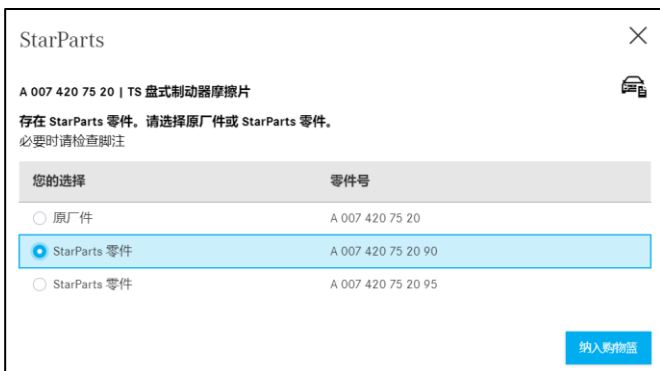 StarParts
A 007 420 75 20 | TS 盘式制动器摩擦片
存在 StarParts 零件。请选择原厂件或 StarParts 零件。
必要时请检查脚注
您的选择 零件号
原厂件 A 007 420 75 20
StarParts 零件 A 007 420 75 20 90
StarParts 零件 A 007 420 75 20 95
纳入购物篮